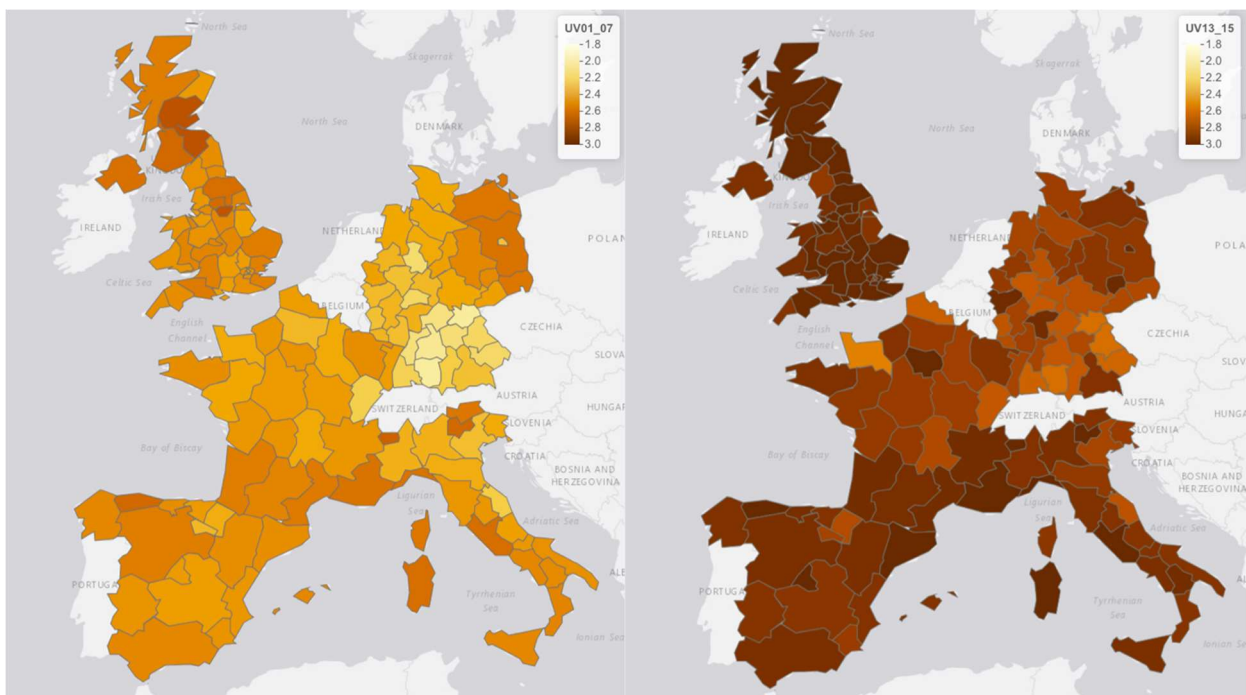 North Sea
UV01_07
1.8
2.0
2.2
2.4
2.6
2.8
3.0
Skagerrak
DENMARK
North Sea
Irish Sea
IRELAND
NETHERLAN
POLAN
Celtic Sea
BELGIUM
English
Channel
CZECHIA
SLOVA
AUSTRIA
SWITZERLAND
HUNGAR
SLOVENIA
CROATIA
Bay of Biscay
BOSNIA AND
HERZEGOVINA
Ligurian
Adriatic Sea
PORTUGA
Tyrrhenian
Sea
Ionian Sea
North Sea
UV13_15
1.8
2.0
2.2
2.4
2.6
2.8
3.0
Skagerrak
DENMARK
North Sea
Irish Sea
IRELAND
NETHERLAN
POLA
Celtic Sea
BELGIUM
English
Channel
CZECHIA
SLOV
AUSTRIA
SWITZERLAND
HUNGA
SLOVENIA
CROATIA
Bay of Biscay
BOSNIA AND
HERZEGOVINA
Ligurian
Sea
Adriatic Sea
PORTUGA
Tyrrhenian
Sea
Ionian Se